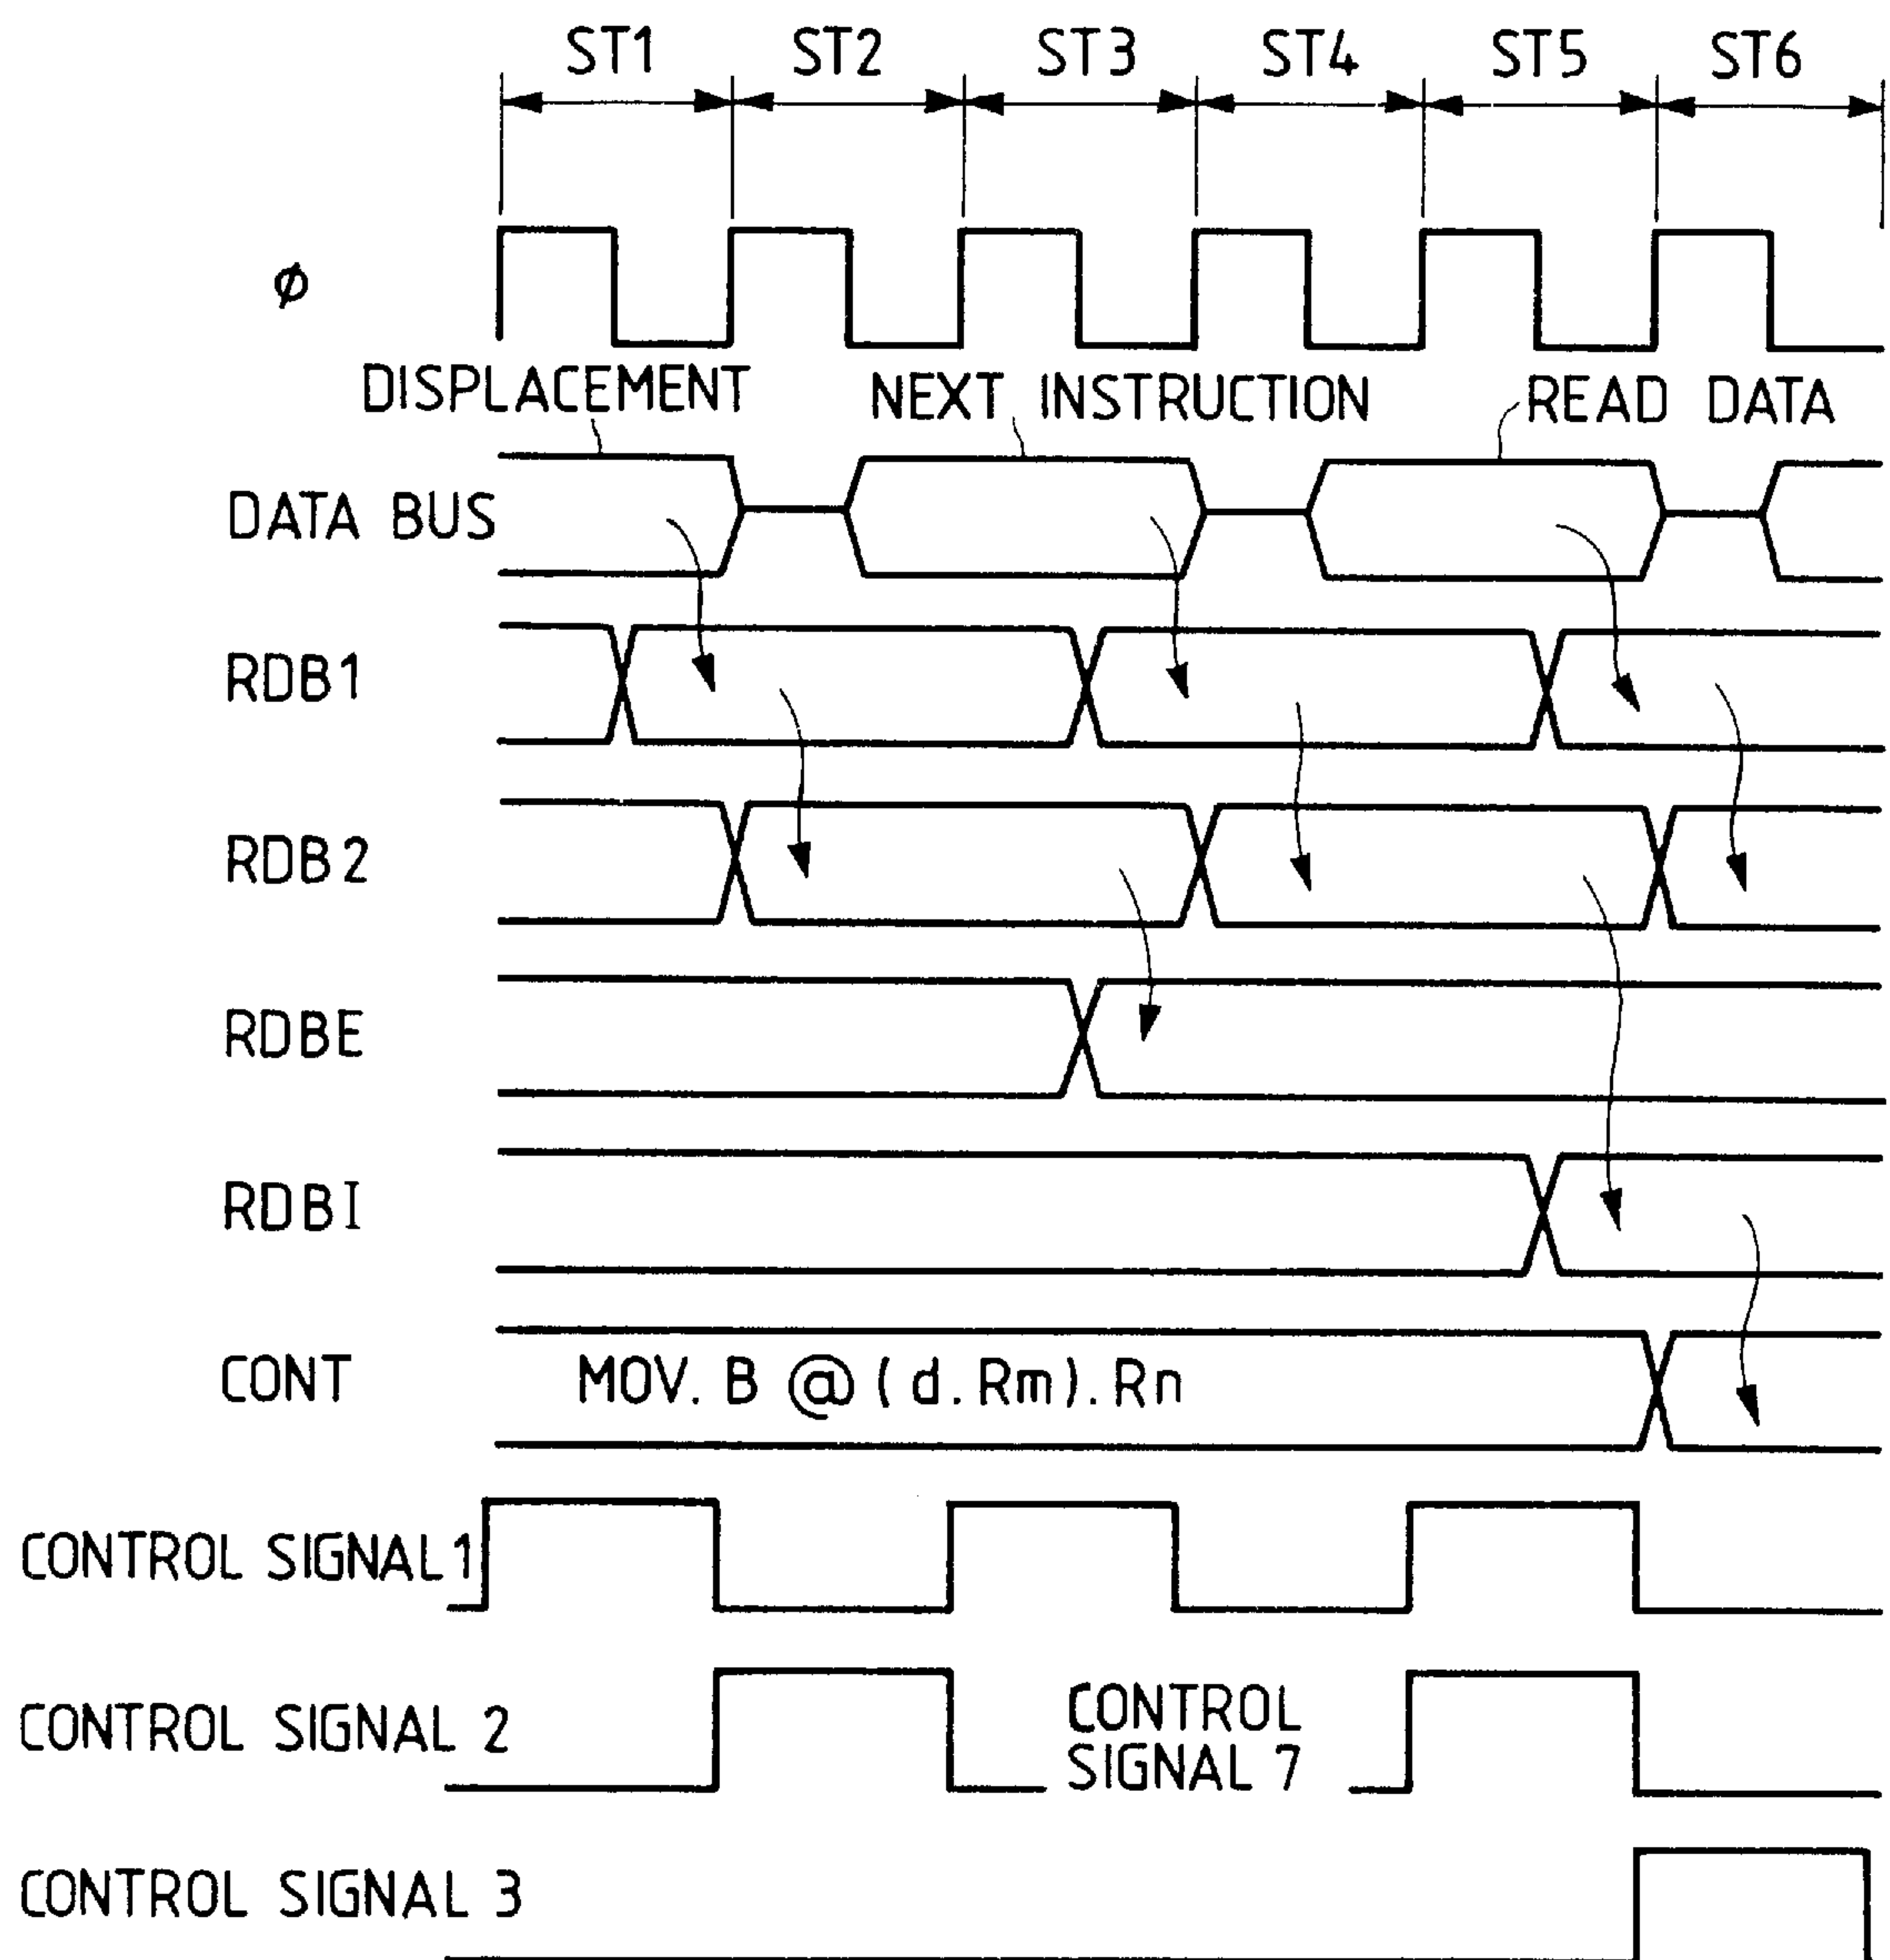 ST1 ST2 ST3 ST4 ST5 ST6
ϕ
DISPLACEMENT NEXT INSTRUCTION READ DATA
DATA BUS
RDB1
RDB2
RDBE
RDBI
CONT MOV. B @ (d. Rm). Rn
CONTROL SIGNAL 1
CONTROL SIGNAL 2
CONTROL
SIGNAL 7
CONTROL SIGNAL 3